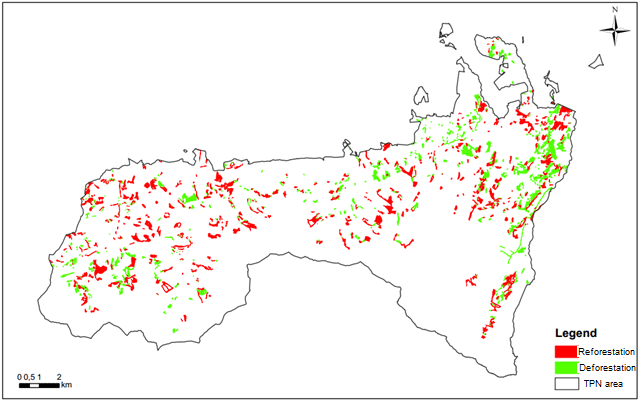 N
Legend
Reforestation
Deforestation
TPN area
0 0,5 1 2
km